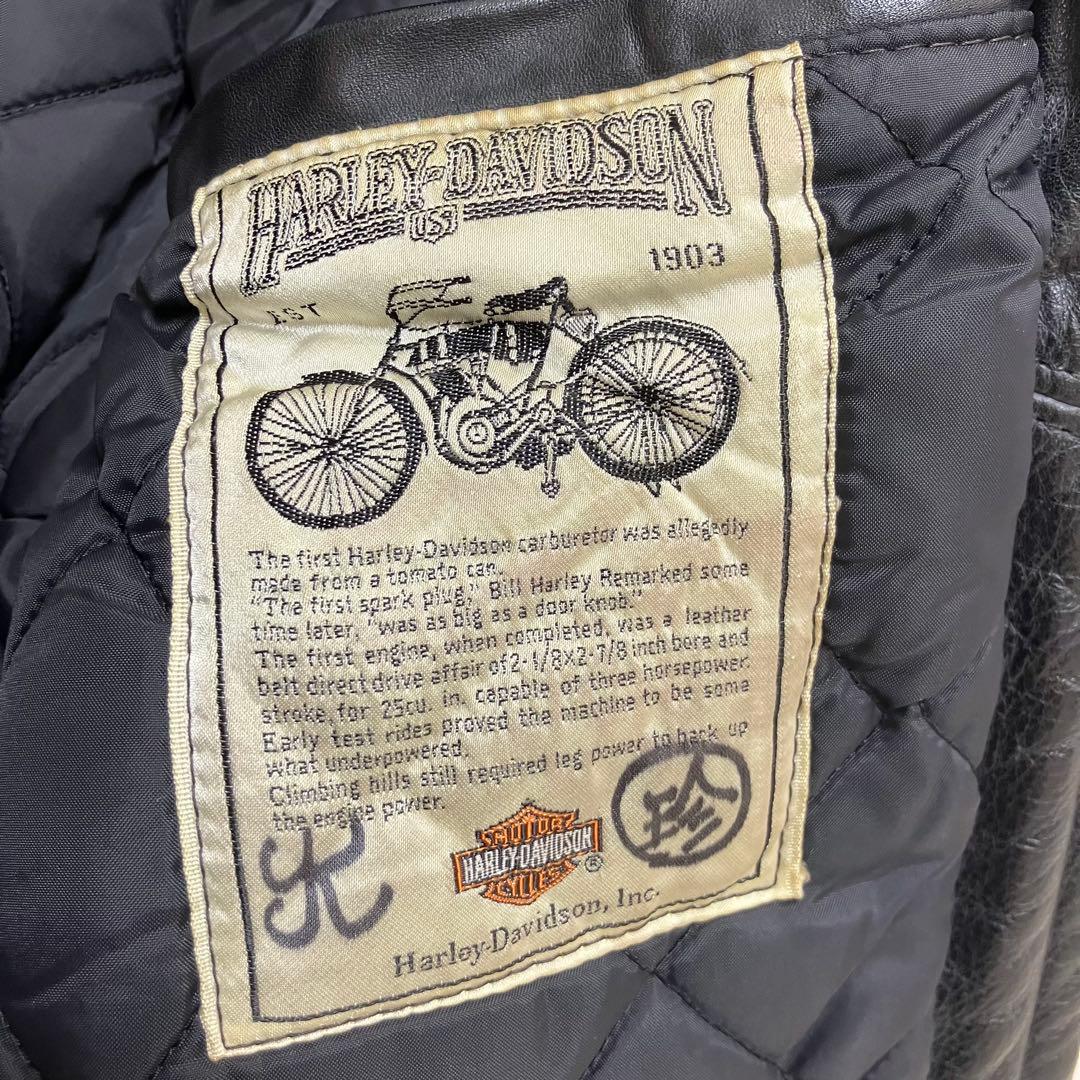 HARLEY-DAVIDSON
USA
EST 1903
The first Harley-Davidson carburetor was allegedly
made from a tomato can.
"The first spark plug," Bill Harley Remarked some
time later, "was as big as a door knob."
The first engine, when completed, was a leather
belt direct drive affair of 2-1/8x2-7/8 inch bore and
stroke, for 25cu. in. capable of three horsepower.
Early test rides proved the machine to be some
what underpowered.
Climbing hills still required leg power to back up
the engine power.
K
MOTOR
HARLEY-DAVIDSON
CYCLES ®
Harley-Davidson, Inc.